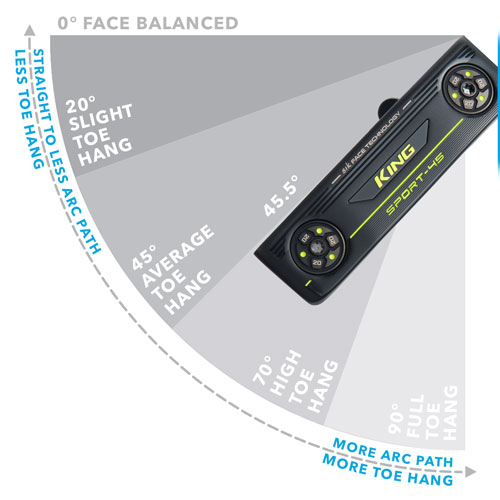 0° FACE BALANCED
STRAIGHT TO LESS ARC PATH
LESS TOE HANG
20°
SLIGHT
TOE
HANG
45°
AVERAGE
TOE
HANG
45.5°
70°
HIGH
TOE
HANG
90°
FULL
TOE
HANG
MORE ARC PATH
MORE TOE HANG
FACE TECHNOLOGY
KING
SPORT-45
20
20